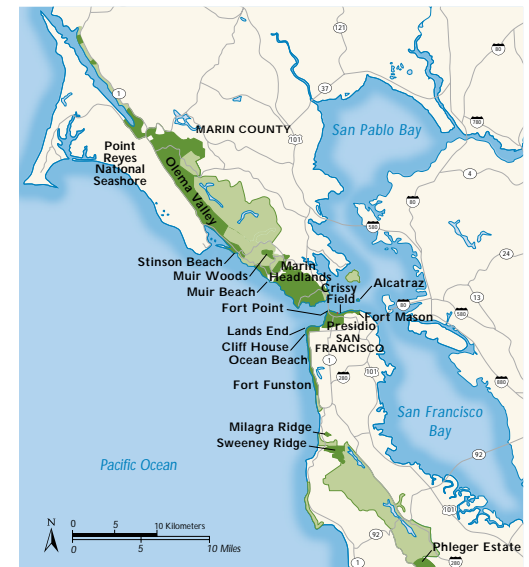 121
80
37
1
MARIN COUNTY
101
San Pablo Bay
780
Point
Reyes
National
Seashore
Olema Valley
4
80
580
Stinson Beach
Muir Woods
Muir Beach
Marin
Headlands
24
Crissy
Field
Alcatraz
13
80
Fort Point
Fort Mason
580
Lands End
Presidio
Cliff House
SAN
FRANCISCO
Ocean Beach
1
101
280
880
Fort Funston
San Francisco
Bay
Milagra Ridge
Sweeney Ridge
92
Pacific Ocean
101
N
0
5
10 Kilometers
0
5
10 Miles
92
Phleger Estate
1
280